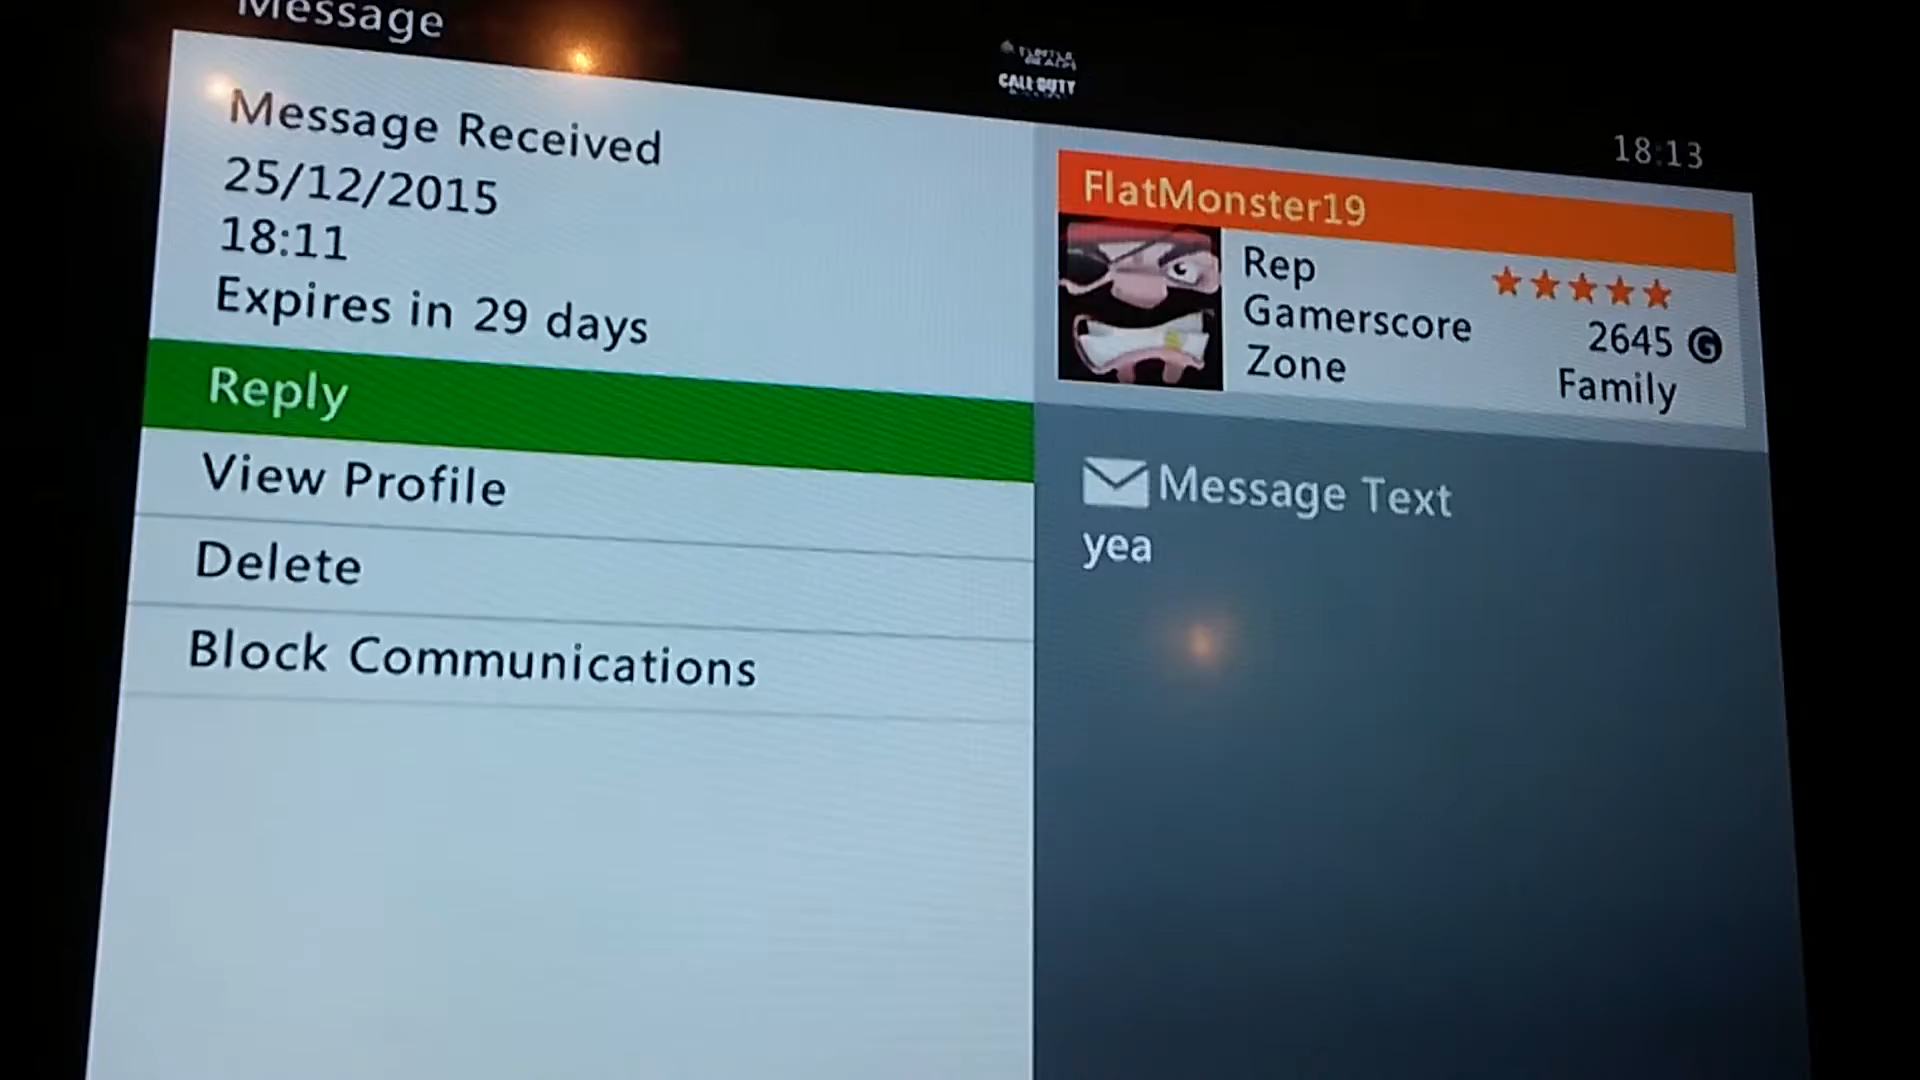 Message
CALL OF DUTY
18:13
Message Received
25/12/2015
18:11
Expires in 29 days
Reply
View Profile
Delete
Block Communications
FlatMonster19
Rep
Gamerscore 2645 G
Zone Family
Message Text
yea